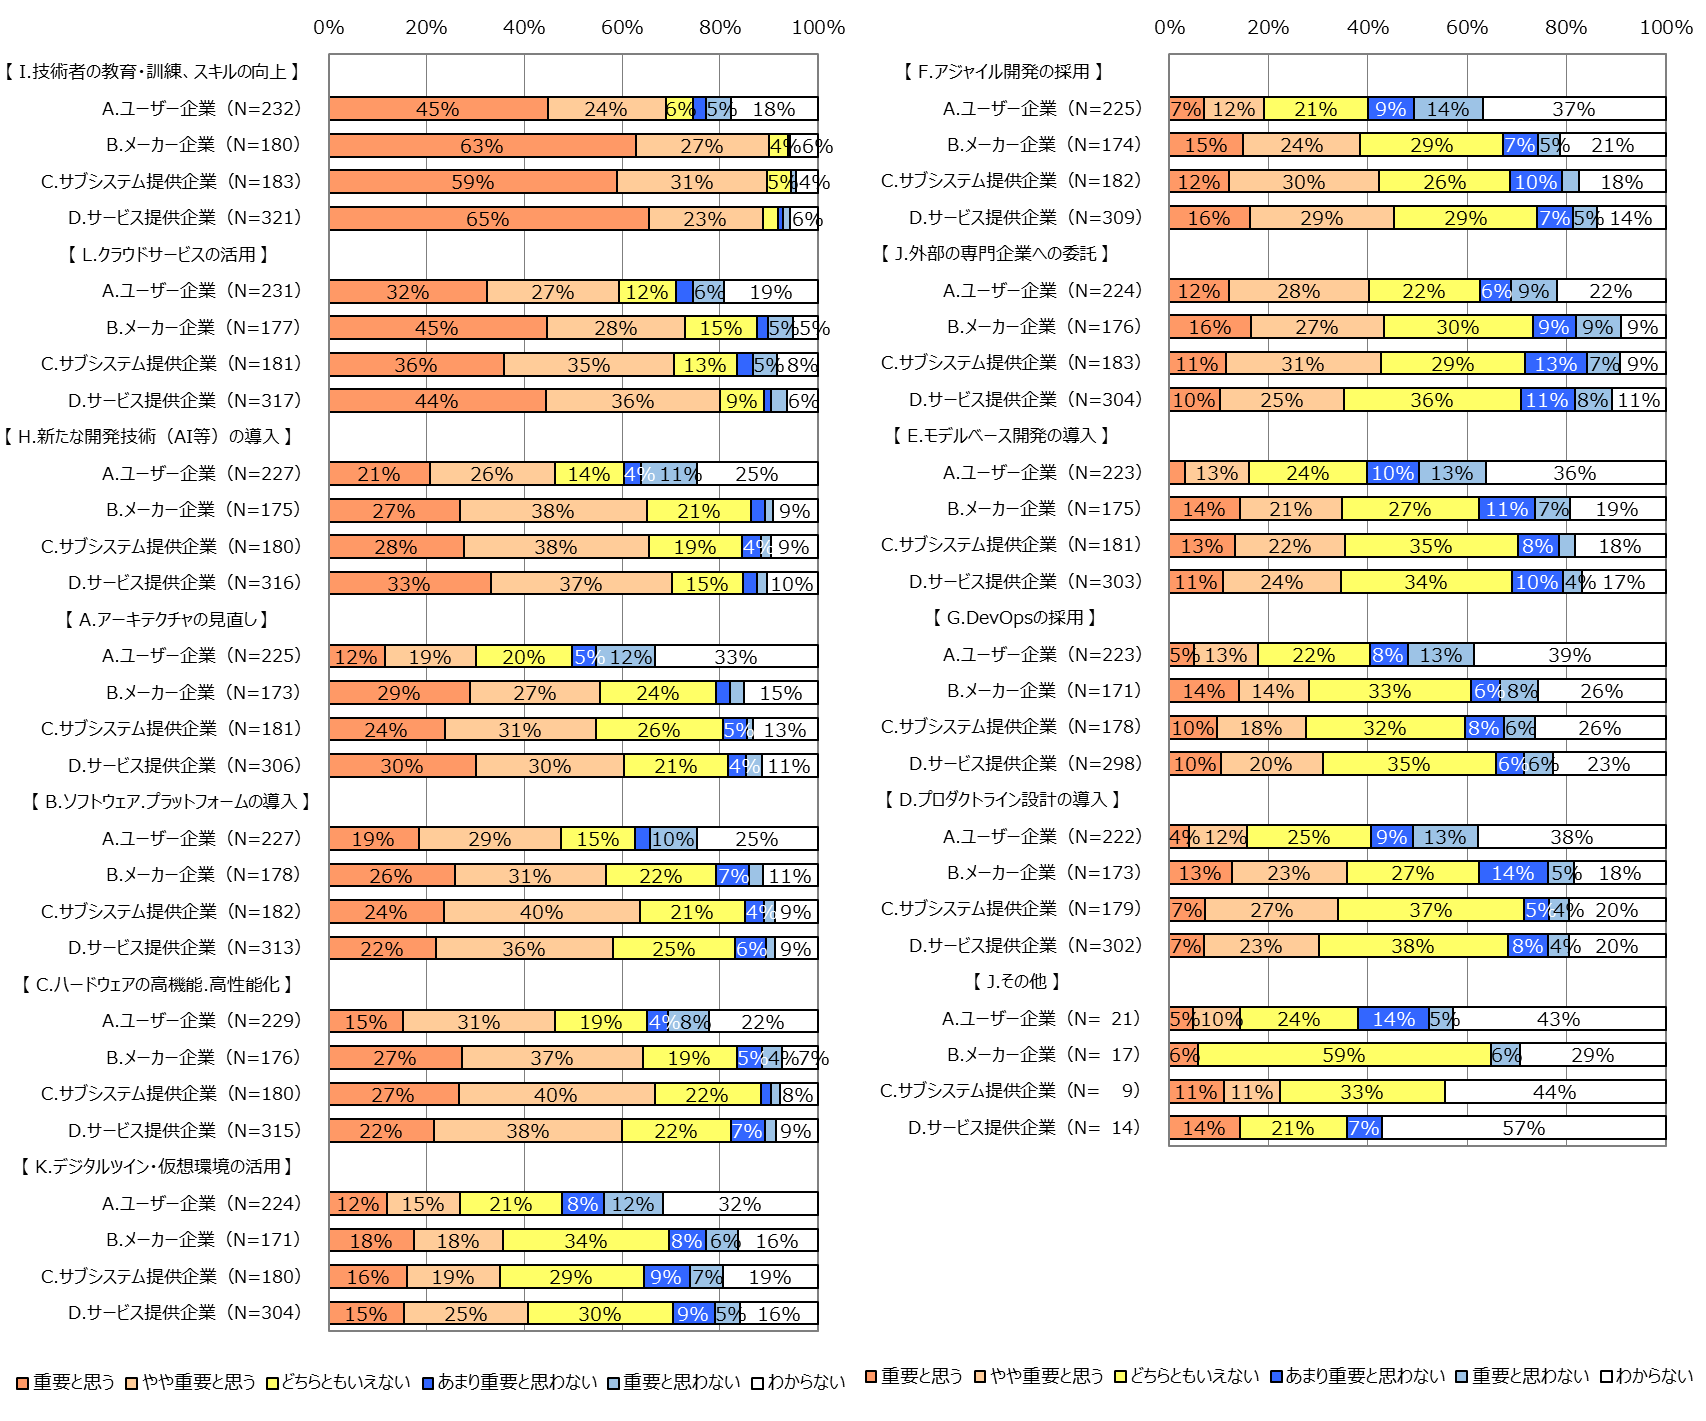 0% 20% 40% 60% 80% 100%
【 I.技術者の教育・訓練、スキルの向上 】
A.ユーザー企業（N=232） 45% 24% 6% 5% 18%
B.メーカー企業（N=180） 63% 27% 4% 6%
C.サブシステム提供企業（N=183） 59% 31% 5% 4%
D.サービス提供企業（N=321） 65% 23% 6%
【 L.クラウドサービスの活用 】
A.ユーザー企業（N=231） 32% 27% 12% 6% 19%
B.メーカー企業（N=177） 45% 28% 15% 5% 5%
C.サブシステム提供企業（N=181） 36% 35% 13% 5% 8%
D.サービス提供企業（N=317） 44% 36% 9% 6%
【 H.新たな開発技術（AI等）の導入 】
A.ユーザー企業（N=227） 21% 26% 14% 4% 11% 25%
B.メーカー企業（N=175） 27% 38% 21% 9%
C.サブシステム提供企業（N=180） 28% 38% 19% 4% 9%
D.サービス提供企業（N=316） 33% 37% 15% 10%
【 A.アーキテクチャの見直し 】
A.ユーザー企業（N=225） 12% 19% 20% 5% 12% 33%
B.メーカー企業（N=173） 29% 27% 24% 15%
C.サブシステム提供企業（N=181） 24% 31% 26% 5% 13%
D.サービス提供企業（N=306） 30% 30% 21% 4% 11%
【 B.ソフトウェア.プラットフォームの導入 】
A.ユーザー企業（N=227） 19% 29% 15% 10% 25%
B.メーカー企業（N=178） 26% 31% 22% 7% 11%
C.サブシステム提供企業（N=182） 24% 40% 21% 4% 9%
D.サービス提供企業（N=313） 22% 36% 25% 6% 9%
【 C.ハードウェアの高機能.高性能化 】
A.ユーザー企業（N=229） 15% 31% 19% 4% 8% 22%
B.メーカー企業（N=176） 27% 37% 19% 5% 4% 7%
C.サブシステム提供企業（N=180） 27% 40% 22% 8%
D.サービス提供企業（N=315） 22% 38% 22% 7% 9%
【 K.デジタルツイン・仮想環境の活用 】
A.ユーザー企業（N=224） 12% 15% 21% 8% 12% 32%
B.メーカー企業（N=171） 18% 18% 34% 8% 6% 16%
C.サブシステム提供企業（N=180） 16% 19% 29% 9% 7% 19%
D.サービス提供企業（N=304） 15% 25% 30% 9% 5% 16%
重要と思う やや重要と思う どちらともいえない あまり重要と思わない 重要と思わない わからない
0% 20% 40% 60% 80% 100%
【 F.アジャイル開発の採用 】
A.ユーザー企業（N=225） 7% 12% 21% 9% 14% 37%
B.メーカー企業（N=174） 15% 24% 29% 7% 5% 21%
C.サブシステム提供企業（N=182） 12% 30% 26% 10% 18%
D.サービス提供企業（N=309） 16% 29% 29% 7% 5% 14%
【 J.外部の専門企業への委託 】
A.ユーザー企業（N=224） 12% 28% 22% 6% 9% 22%
B.メーカー企業（N=176） 16% 27% 30% 9% 9% 9%
C.サブシステム提供企業（N=183） 11% 31% 29% 13% 7% 9%
D.サービス提供企業（N=304） 10% 25% 36% 11% 8% 11%
【 E.モデルベース開発の導入 】
A.ユーザー企業（N=223） 13% 24% 10% 13% 36%
B.メーカー企業（N=175） 14% 21% 27% 11% 7% 19%
C.サブシステム提供企業（N=181） 13% 22% 35% 8% 18%
D.サービス提供企業（N=303） 11% 24% 34% 10% 4% 17%
【 G.DevOpsの採用 】
A.ユーザー企業（N=223） 5% 13% 22% 8% 13% 39%
B.メーカー企業（N=171） 14% 14% 33% 6% 8% 26%
C.サブシステム提供企業（N=178） 10% 18% 32% 8% 6% 26%
D.サービス提供企業（N=298） 10% 20% 35% 6% 6% 23%
【 D.プロダクトライン設計の導入 】
A.ユーザー企業（N=222） 4% 12% 25% 9% 13% 38%
B.メーカー企業（N=173） 13% 23% 27% 14% 5% 18%
C.サブシステム提供企業（N=179） 7% 27% 37% 5% 4% 20%
D.サービス提供企業（N=302） 7% 23% 38% 8% 4% 20%
【 J.その他 】
A.ユーザー企業（N= 21） 5% 10% 24% 14% 5% 43%
B.メーカー企業（N= 17） 6% 59% 6% 29%
C.サブシステム提供企業（N= 9） 11% 11% 33% 44%
D.サービス提供企業（N= 14） 14% 21% 7% 57%
重要と思う やや重要と思う どちらともいえない あまり重要と思わない 重要と思わない わからない